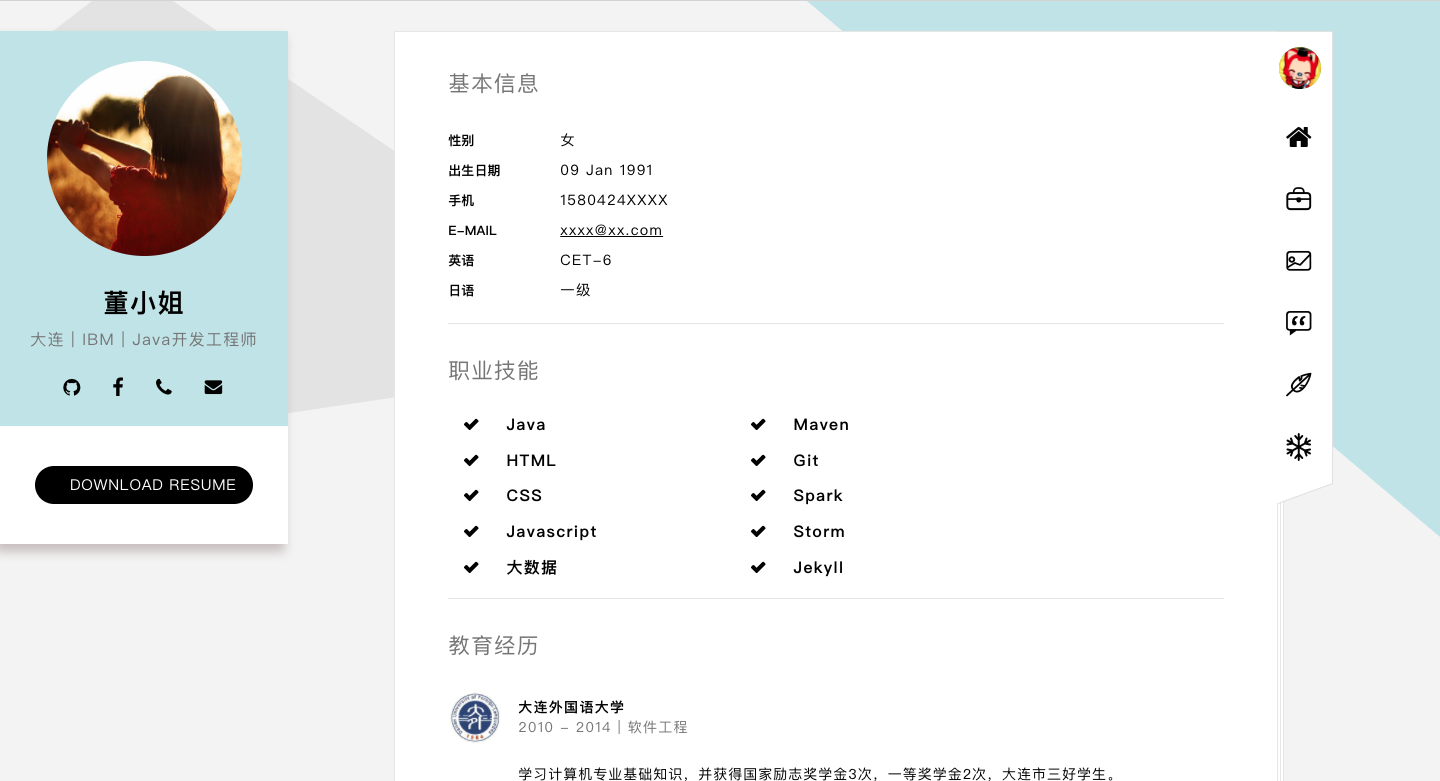 董小姐
大连 | IBM | Java开发工程师
DOWNLOAD RESUME
基本信息
性别 女
出生日期 09 Jan 1991
手机 1580424XXXX
E-MAIL xxxx@xx.com
英语 CET-6
日语 一级
职业技能
Java Maven
HTML Git
CSS Spark
Javascript Storm
大数据 Jekyll
教育经历
大连外国语大学
2010 - 2014 | 软件工程
学习计算机专业基础知识，并获得国家励志奖学金3次，一等奖学金2次，大连市三好学生。